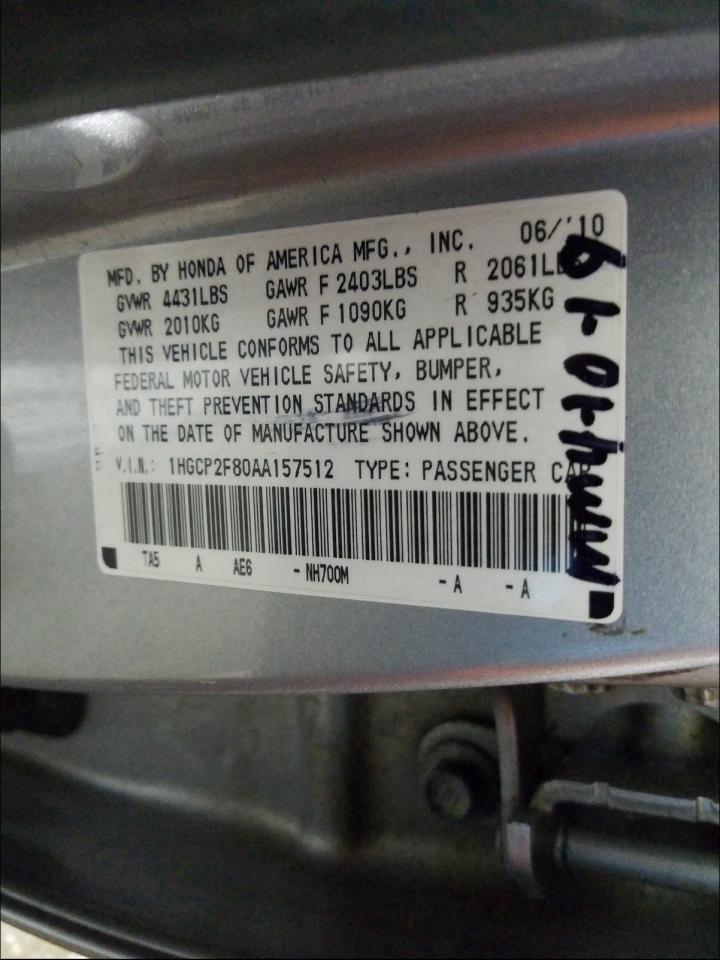 MFD. BY HONDA OF AMERICA MFG., INC. 06/'10
GVWR 4431LBS GAWR F 2403LBS R 2061LBS
GVWR 2010KG GAWR F 1090KG R 935KG
THIS VEHICLE CONFORMS TO ALL APPLICABLE
FEDERAL MOTOR VEHICLE SAFETY, BUMPER,
AND THEFT PREVENTION STANDARDS IN EFFECT
ON THE DATE OF MANUFACTURE SHOWN ABOVE.
V.I.N.: 1HGCP2F80AA157512 TYPE: PASSENGER CAR
TA5 A AE6 - NH700M - A - A